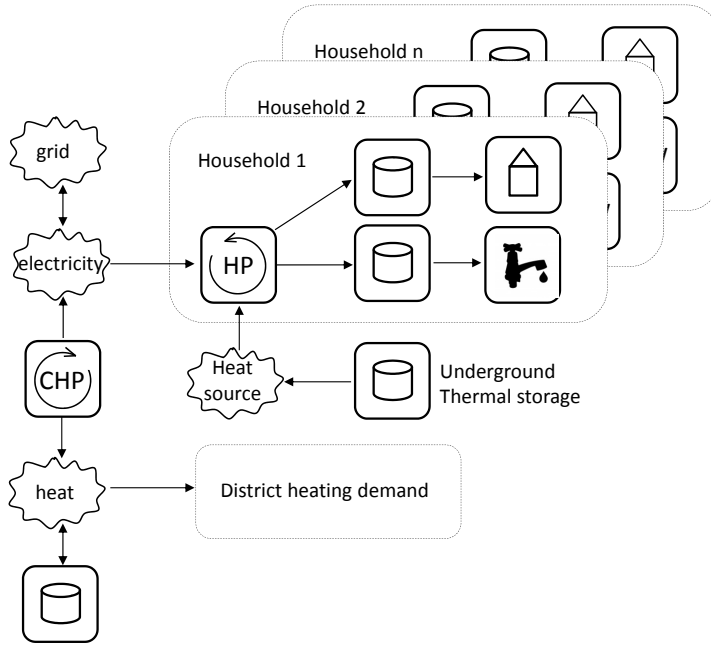 Household n
Household 2
Household 1
grid
electricity
HP
CHP
Heat
source
Underground
Thermal storage
heat
District heating demand